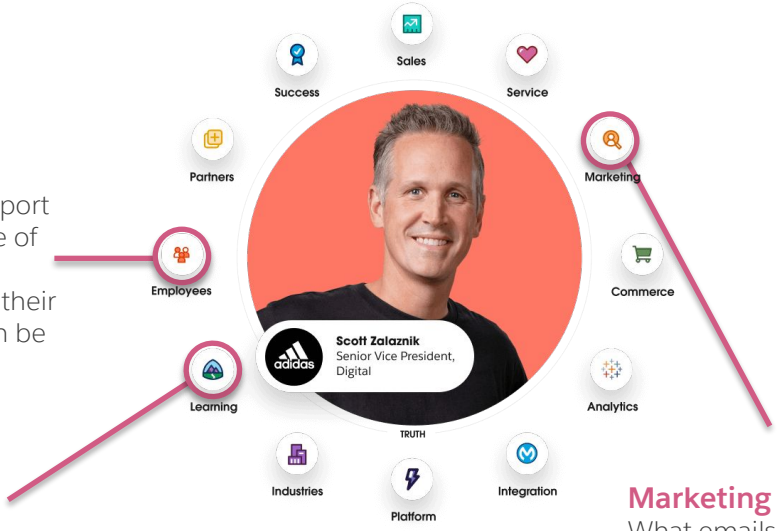 Sales
Success
Service
Partners
Marketing
port
e of
Employees
their
n be
Commerce
adidas
Scott Zalaznik
Senior Vice President,
Digital
Learning
Analytics
TRUTH
Industries
Integration
Platform
Marketing
What emails